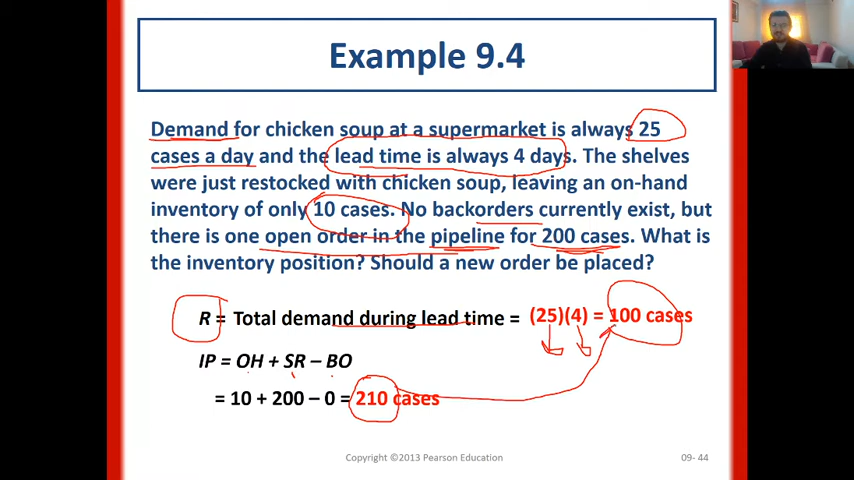 Example 9.4
Demand for chicken soup at a supermarket is always 25
cases a day and the lead time is always 4 days. The shelves
were just restocked with chicken soup, leaving an on-hand
inventory of only 10 cases. No backorders currently exist, but
there is one open order in the pipeline for 200 cases. What is
the inventory position? Should a new order be placed?
R = Total demand during lead time = (25)(4) = 100 cases
IP = OH + SR – BO
= 10 + 200 – 0 = 210 cases
Copyright ©2013 Pearson Education 09- 44